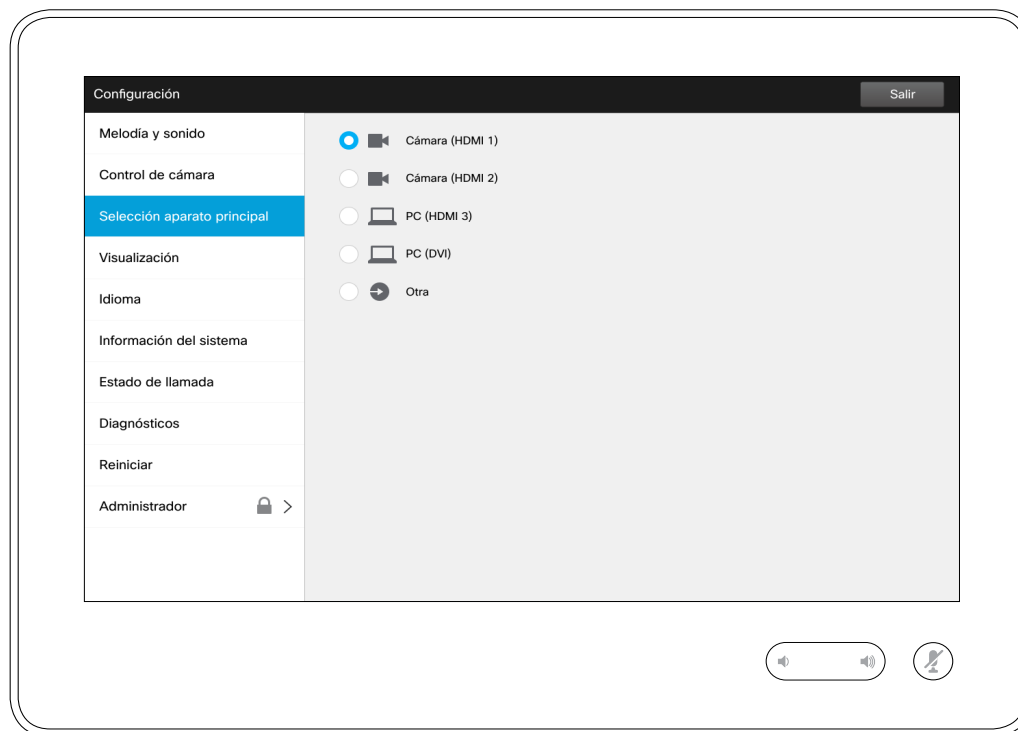 Configuración
Salir
Melodía y sonido
Control de cámara
Selección aparato principal
Visualización
Idioma
Información del sistema
Estado de llamada
Diagnósticos
Reiniciar
Administrador
Cámara (HDMI 1)
Cámara (HDMI 2)
PC (HDMI 3)
PC (DVI)
Otra